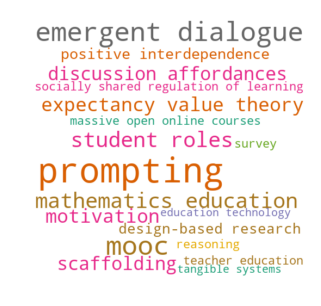 emergent dialogue
positive interdependence
discussion affordances
socially shared regulation of learning
expectancy value theory
massive open online courses
student roles survey
prompting
mathematics education
motivation education technology
design-based research
mooc reasoning
scaffolding teacher education
tangible systems